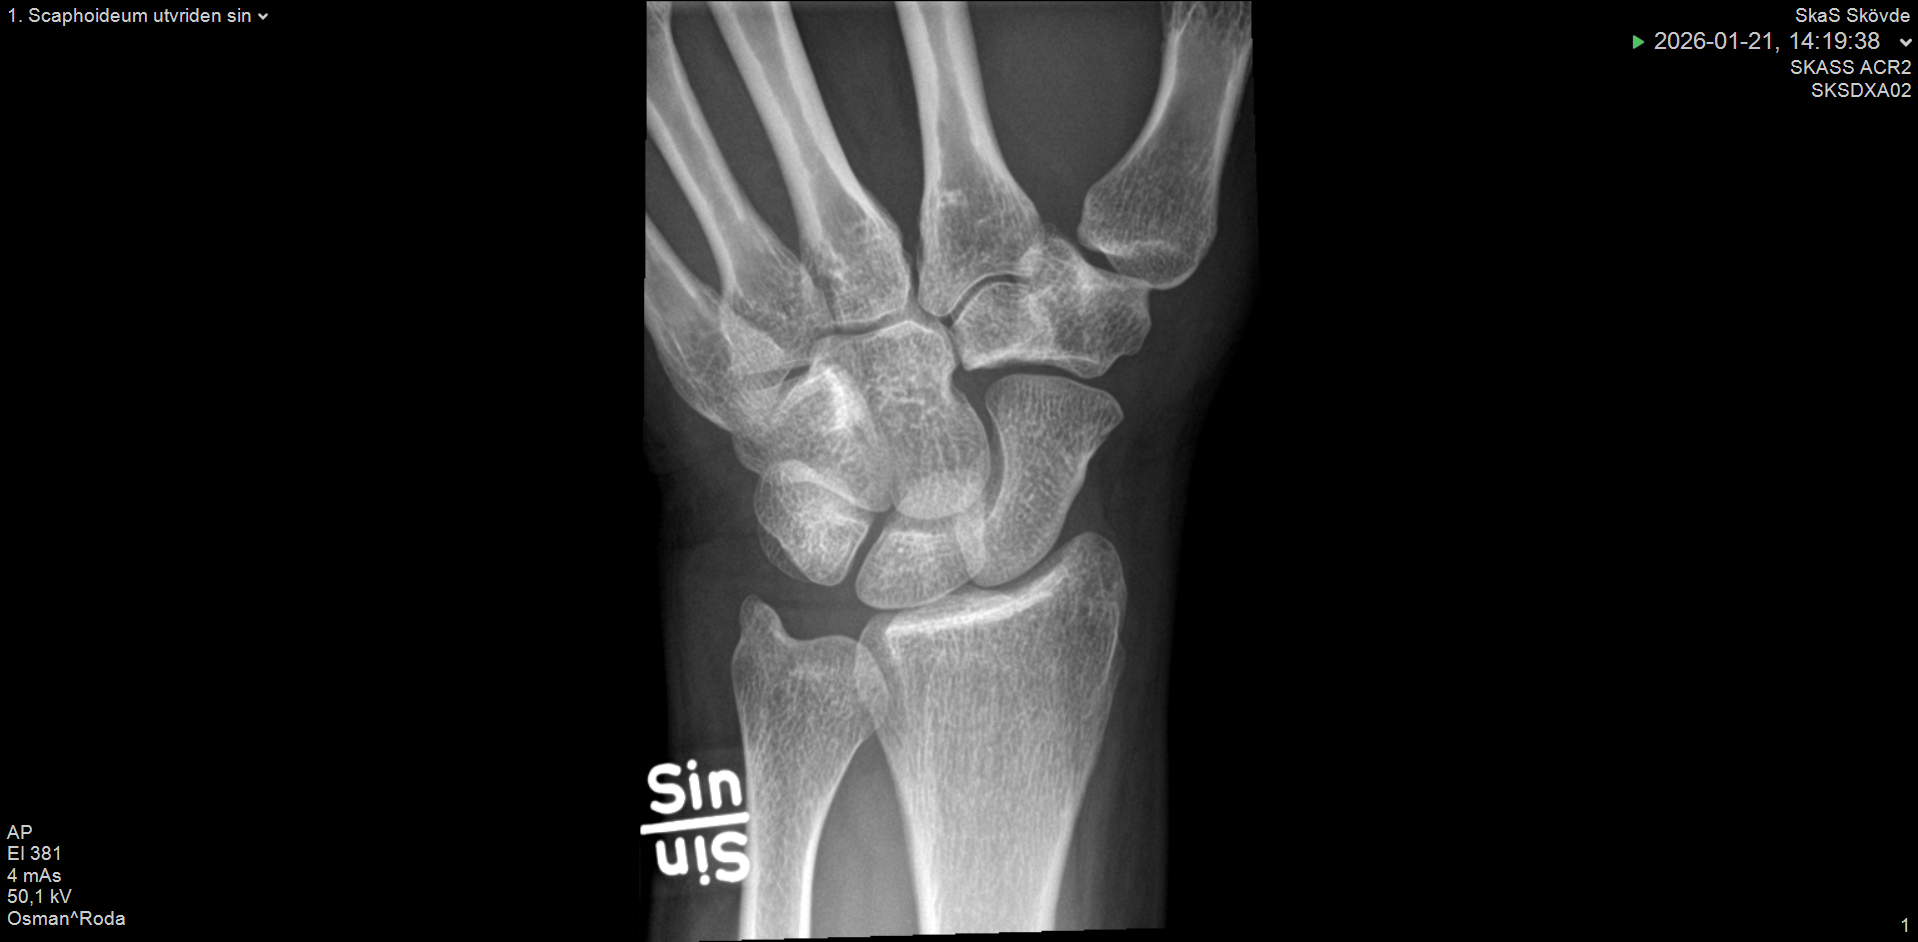 1. Scaphoideum utvriden sin
SkaS Skövde
2026-01-21, 14:19:38
SKASS ACR2
SKSDXA02
Sin
Sin
AP
EI 381
4 mAs
50,1 kV
Osman^Roda
1